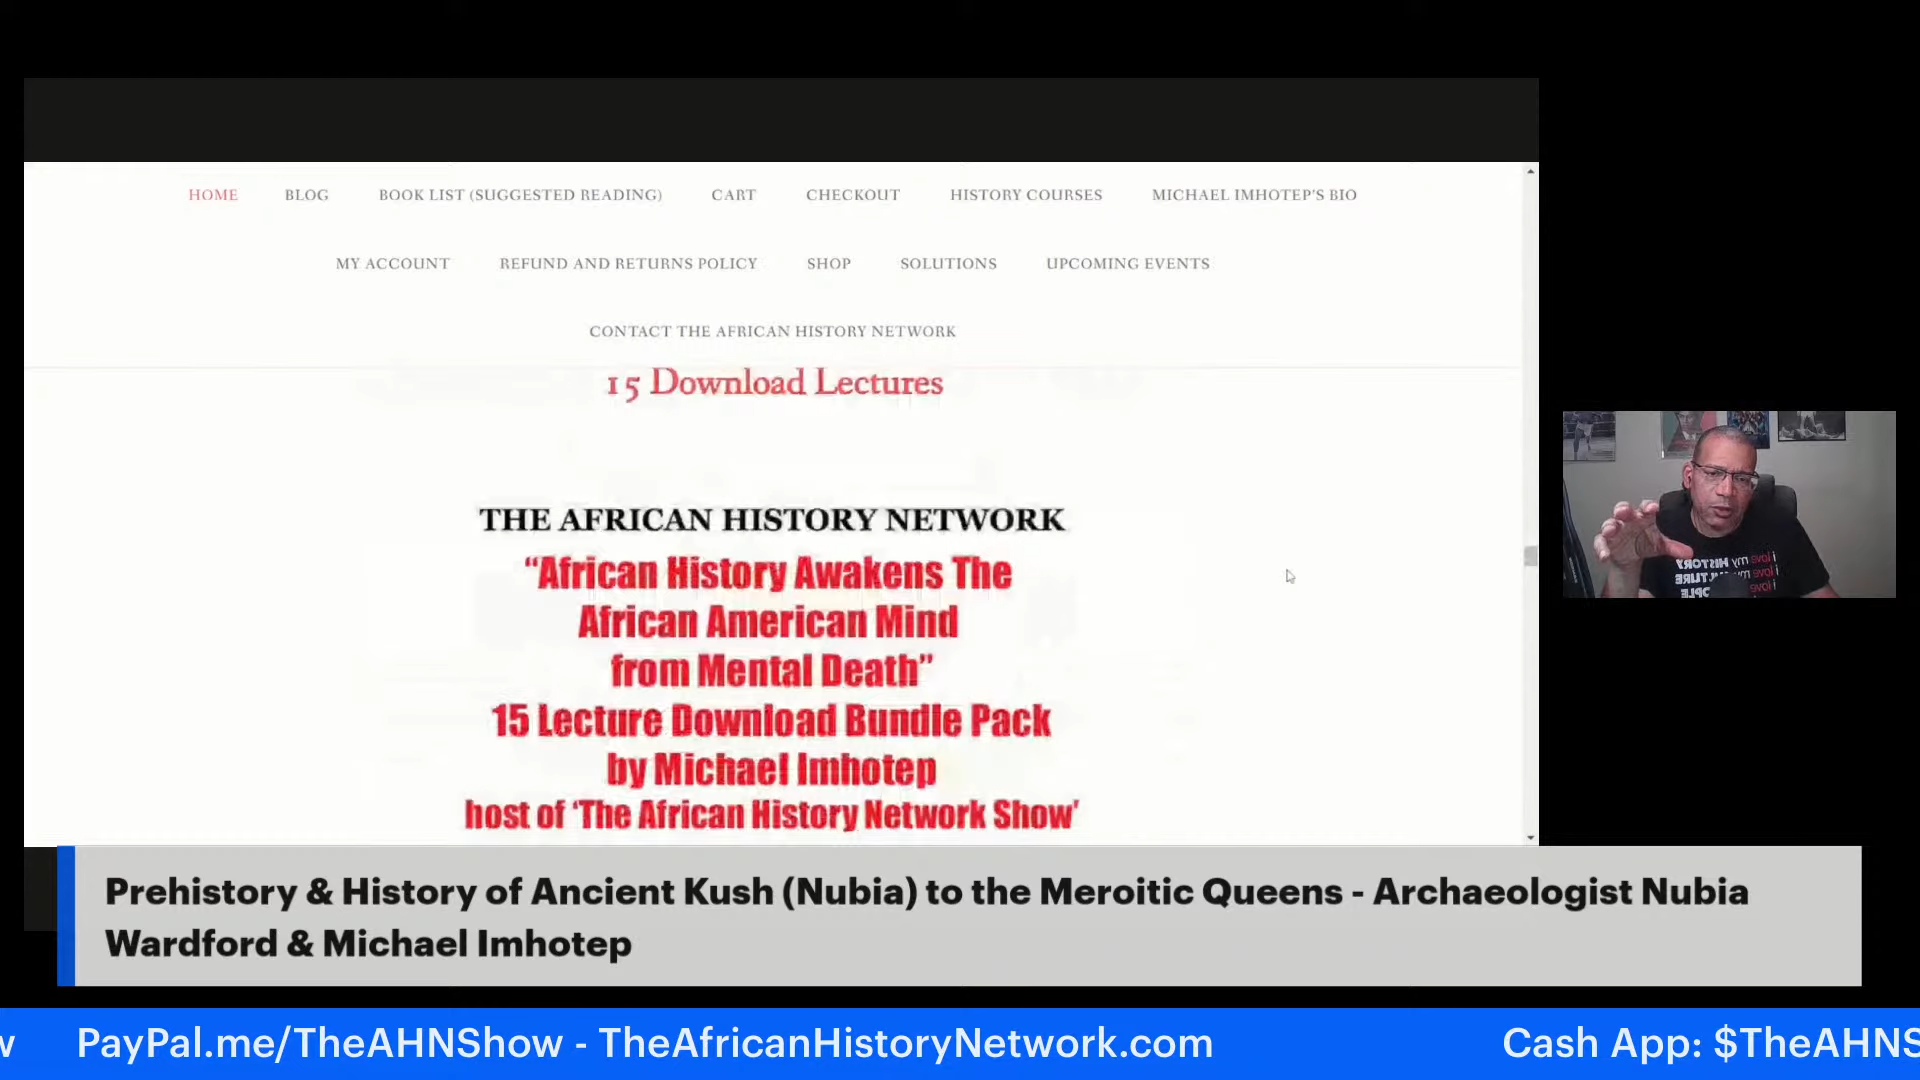 HOME BLOG BOOK LIST (SUGGESTED READING) CART CHECKOUT HISTORY COURSES MICHAEL IMHOTEP'S BIO
MY ACCOUNT REFUND AND RETURNS POLICY SHOP SOLUTIONS UPCOMING EVENTS
CONTACT THE AFRICAN HISTORY NETWORK
15 Download Lectures
THE AFRICAN HISTORY NETWORK
“African History Awakens The
African American Mind
from Mental Death”
15 Lecture Download Bundle Pack
by Michael Imhotep
host of ‘The African History Network Show’
i love my HISTORY
Prehistory & History of Ancient Kush (Nubia) to the Meroitic Queens - Archaeologist Nubia
Wardford & Michael Imhotep
w PayPal.me/TheAHNShow - TheAfricanHistoryNetwork.com Cash App: $TheAHNS